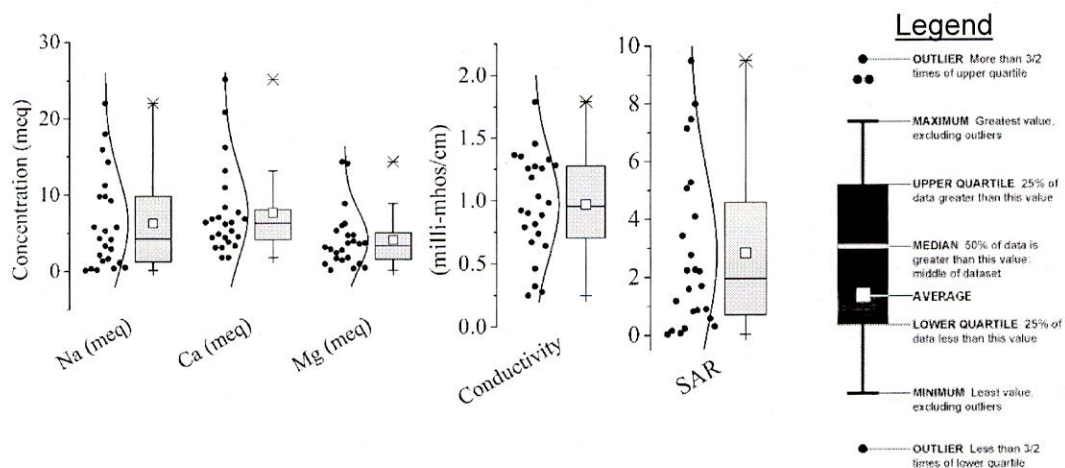 30
20
10
0
Concentration (meq)
Na (meq)
Ca (meq)
Mg (meq)
2.0
1.5
1.0
0.5
0.0
(milli-mhos/cm)
Conductivity
10
8
6
4
2
0
SAR
Legend
OUTLIER More than 3/2
times of upper quartile
MAXIMUM Greatest value,
excluding outliers
UPPER QUARTILE 25% of
data greater than this value
MEDIAN 50% of data is
greater than this value;
middle of dataset
AVERAGE
LOWER QUARTILE 25% of
data less than this value
MINIMUM Least value,
excluding outliers
OUTLIER Less than 3/2
times of lower quartile